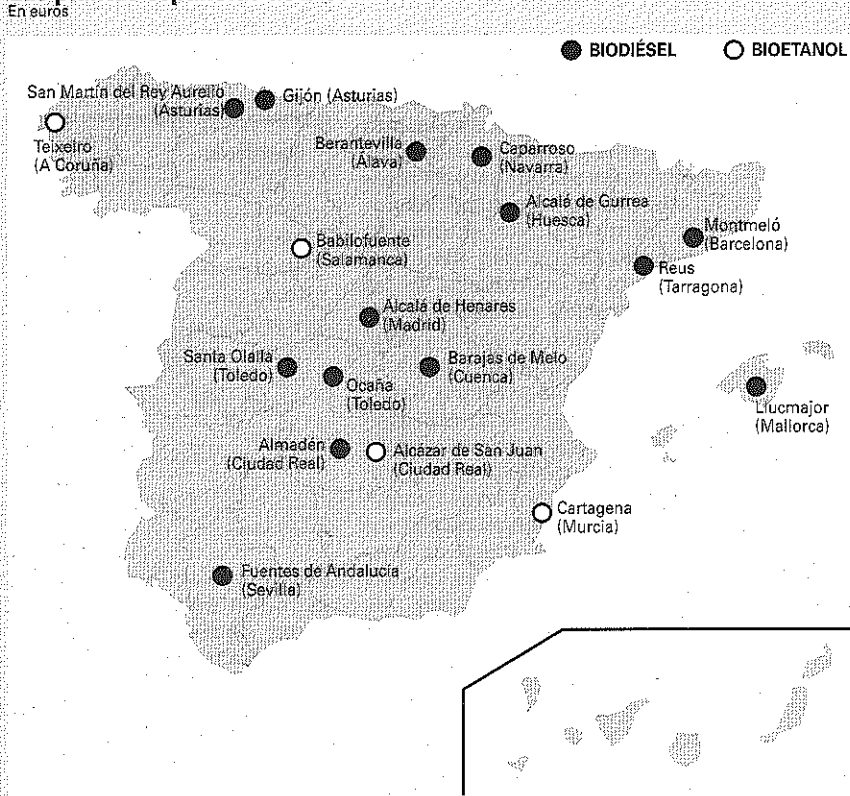 En euros
BIODIÉSEL
BIOETANOL
San Martín del Rey Aurelio
(Asturias)
Gijón (Asturias)
Teixeiro
(A Coruña)
Berantevilla
(Álava)
Caparroso
(Navarra)
Alcalá de Gurrea
(Huesca)
Montmeló
(Barcelona)
Babilofuente
(Salamanca)
Reus
(Tarragona)
Alcalá de Henares
(Madrid)
Santa Olalla
(Toledo)
Ocaña
(Toledo)
Barajas de Melo
(Cuenca)
Llucmajor
(Mallorca)
Almadén
(Ciudad Real)
Alcázar de San Juan
(Ciudad Real)
Cartagena
(Murcia)
Fuentes de Andalucía
(Sevilla)